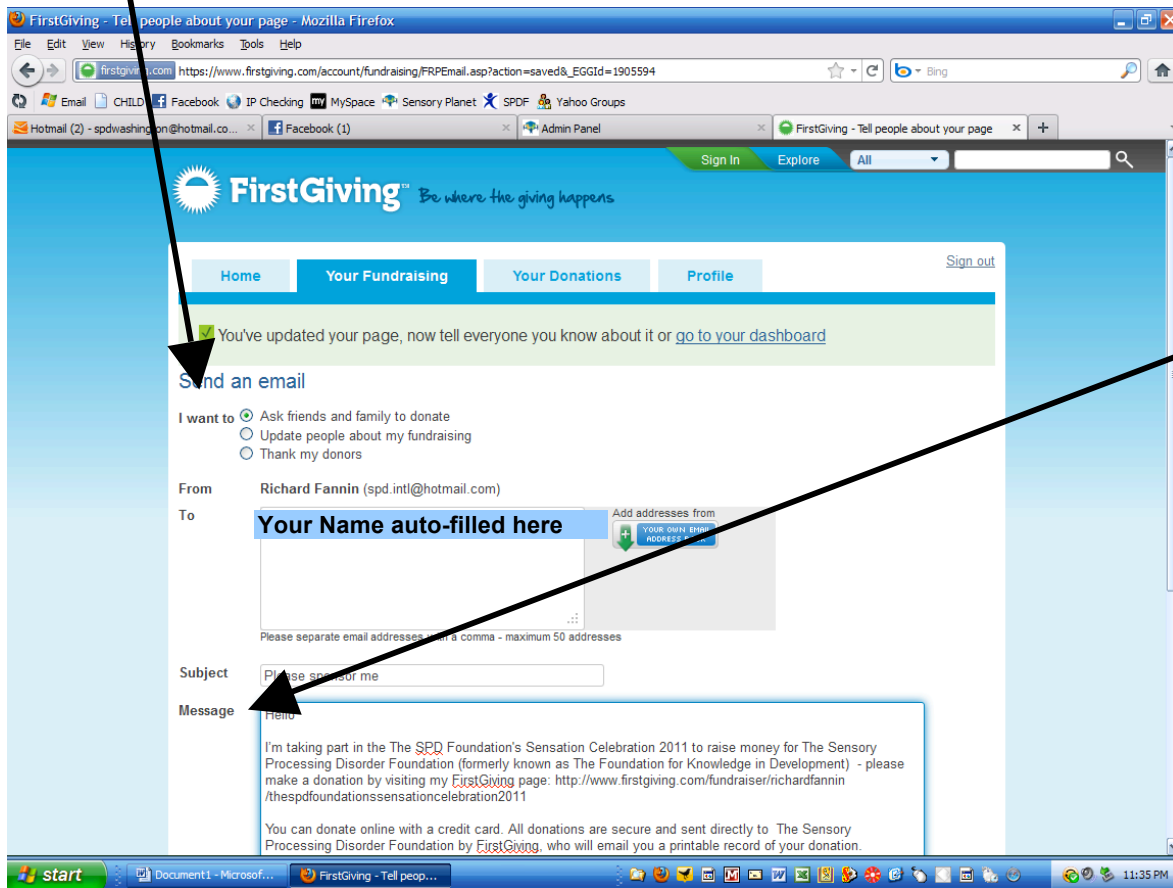 FirstGiving - Tell people about your page - Mozilla Firefox
File Edit View History Bookmarks Tools Help
firstgiving.com https://www.firstgiving.com/account/fundraising/FRPEmail.asp?action=saved&_EGGId=1905594 Bing
Email CHILD Facebook IP Checking MySpace Sensory Planet SPDF Yahoo Groups
Hotmail (2) - spdwashington@hotmail.co... Facebook (1) Admin Panel FirstGiving - Tell people about your page
Sign In Explore All
FirstGiving™ Be where the giving happens
Sign out
Home Your Fundraising Your Donations Profile
You've updated your page, now tell everyone you know about it or go to your dashboard
Send an email
I want to Ask friends and family to donate
Update people about my fundraising
Thank my donors
From Richard Fannin (spd.intl@hotmail.com)
To Your Name auto-filled here Add addresses from
YOUR OWN EMAIL
ADDRESS BOOK
Please separate email addresses with a comma - maximum 50 addresses
Subject Please sponsor me
Message Hello
I'm taking part in the The SPD Foundation's Sensation Celebration 2011 to raise money for The Sensory
Processing Disorder Foundation (formerly known as The Foundation for Knowledge in Development) - please
make a donation by visiting my FirstGiving page: http://www.firstgiving.com/fundraiser/richardfannin
/thespdfoundationssensationcelebration2011
You can donate online with a credit card. All donations are secure and sent directly to The Sensory
Processing Disorder Foundation by FirstGiving, who will email you a printable record of your donation.
start Document1 - Microsof... FirstGiving - Tell peop... 11:35 PM